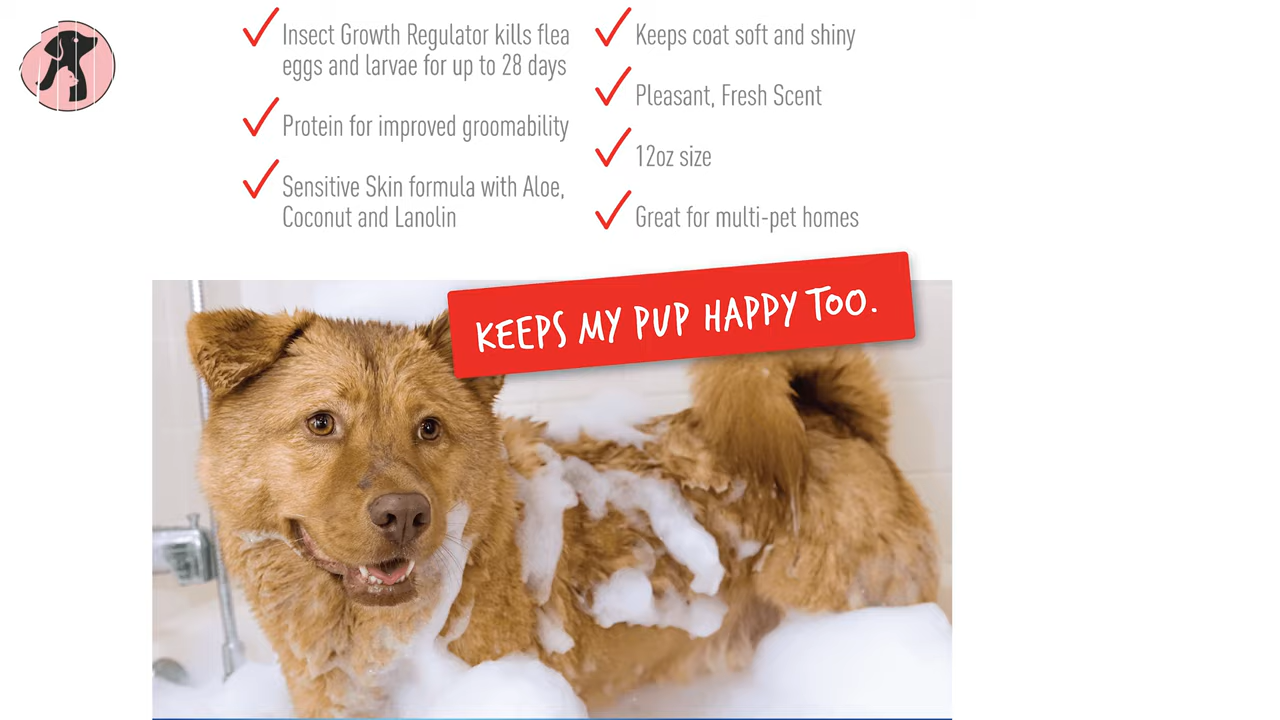 Insect Growth Regulator kills flea
eggs and larvae for up to 28 days
Protein for improved groomability
Sensitive Skin formula with Aloe,
Coconut and Lanolin
Keeps coat soft and shiny
Pleasant, Fresh Scent
12oz size
Great for multi-pet homes
KEEPS MY PUP HAPPY TOO.